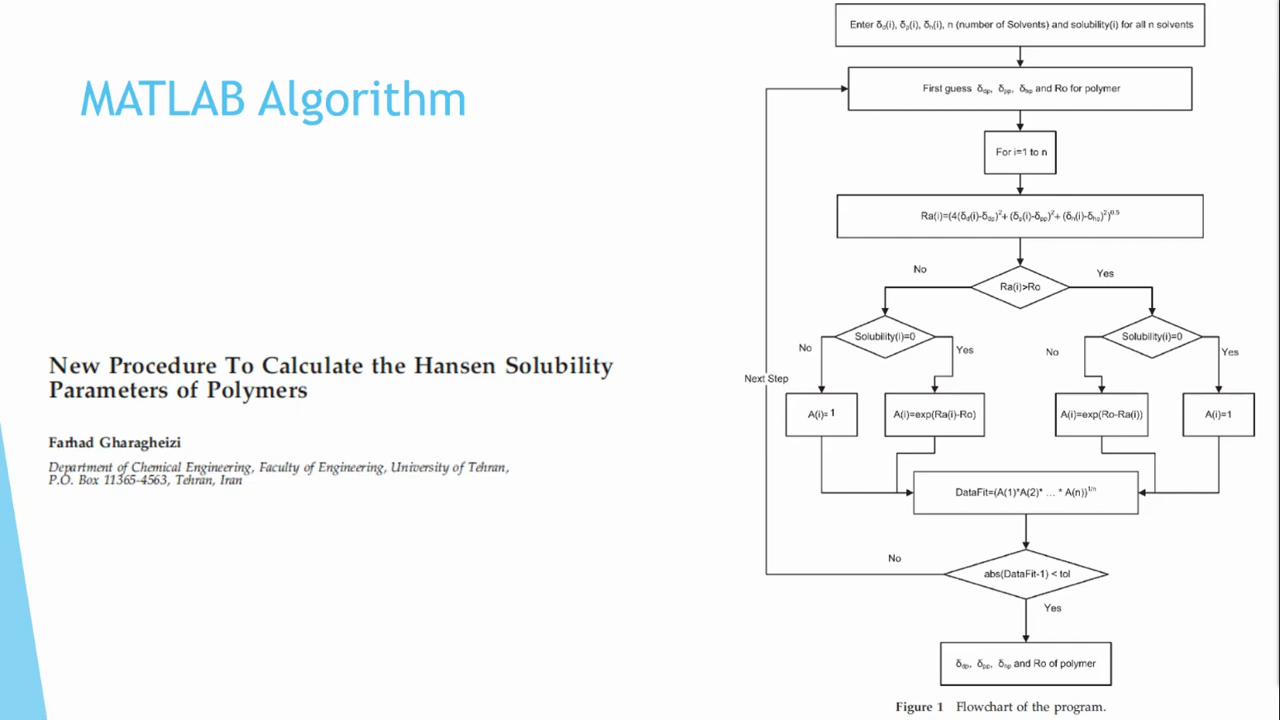 MATLAB Algorithm
New Procedure To Calculate the Hansen Solubility
Parameters of Polymers
Farhad Gharagheizi
Department of Chemical Engineering, Faculty of Engineering, University of Tehran,
P.O. Box 11365-4563, Tehran, Iran
Enter δd(i), δp(i), δh(i), n (number of Solvents) and solubility(i) for all n solvents
First guess δdp, δpp, δhp and Ro for polymer
For i=1 to n
Ra(i)=(4(δd(i)-δdp)²+ (δp(i)-δpp)²+ (δh(i)-δhp)²)^0.5
No
Yes
Ra(i)>Ro
Solubility(i)=0
Solubility(i)=0
No
Yes
No
Yes
Next Step
A(i)= 1
A(i)=exp(Ra(i)-Ro)
A(i)=exp(Ro-Ra(i))
A(i)=1
DataFit=(A(1)*A(2)* ... * A(n))^1/n
No
abs(DataFit-1) < tol
Yes
δdp, δpp, δhp and Ro of polymer
Figure 1 Flowchart of the program.